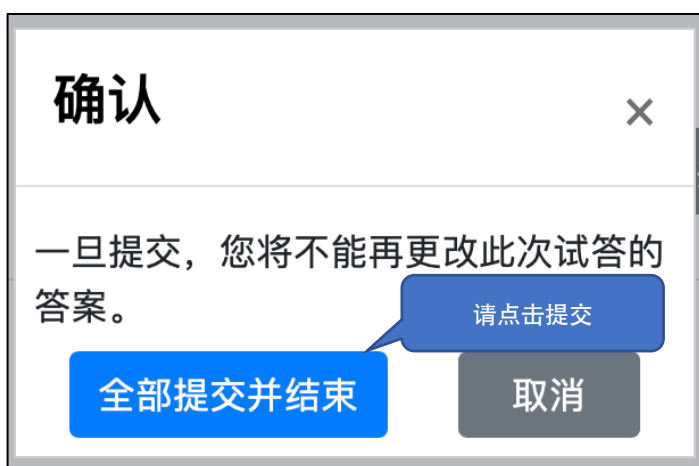 确认
×
一旦提交，您将不能再更改此次试答的
答案。
请点击提交
全部提交并结束
取消